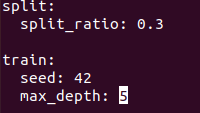 split:
  split_ratio: 0.3

train:
  seed: 42
  max_depth: 5